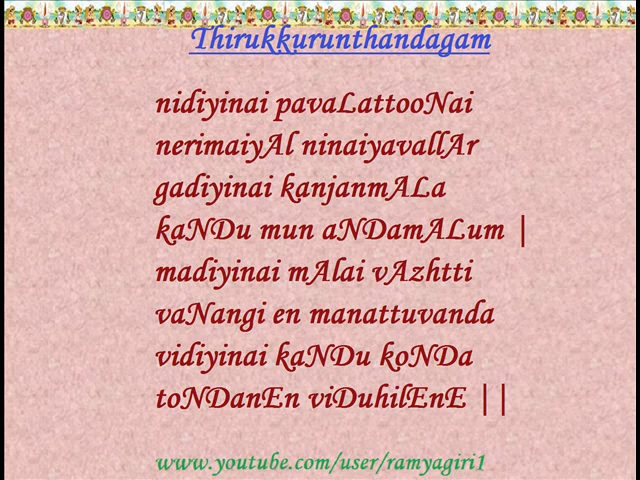 Thirukkurunthandagam
nidiyinai pavaLattooNai
nerimaiyAl ninaiyavallAr
gadiyinai kanjanmALa
kaNDu mun aNDamALum |
madiyinai mAlai vAzhtti
vaNangi en manattuvanda
vidiyinai kaNDu koNDa
toNDanEn viDuhilEnE ||
www.youtube.com/user/ramyagiri1